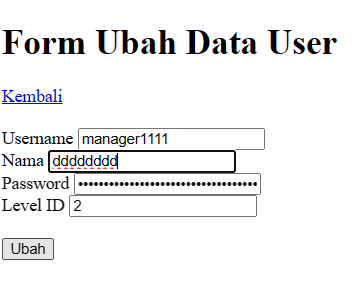 Form Ubah Data User
Kembali
Username manager1111
Nama dddddddd
Password ••••••••••••••••••••••••••••••••••
Level ID 2
Ubah